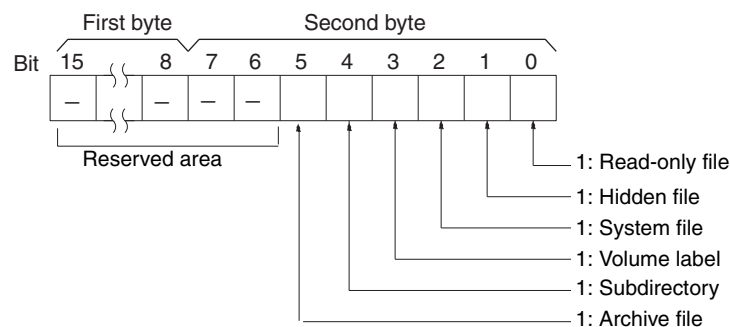 First byte Second byte
Bit 15 8 7 6 5 4 3 2 1 0
– – – –
Reserved area
1: Read-only file
1: Hidden file
1: System file
1: Volume label
1: Subdirectory
1: Archive file